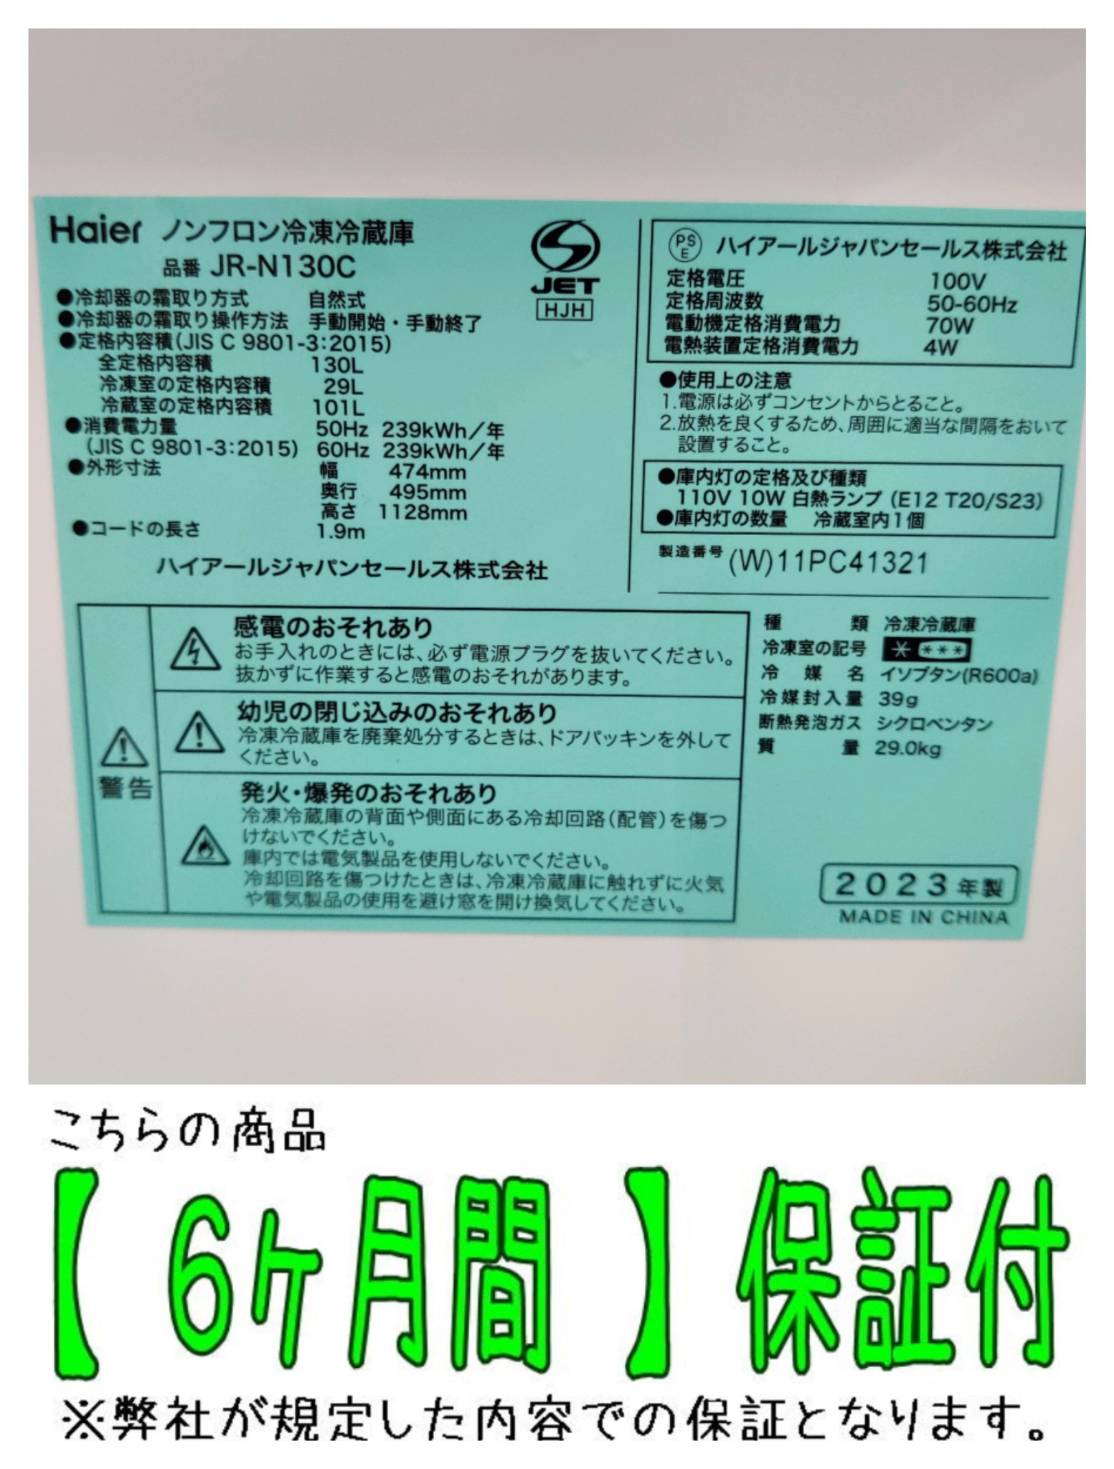 Haier ノンフロン冷凍冷蔵庫
品番 JR-N130C
●冷却器の霜取り方式 自然式
●冷却器の霜取り操作方法 手動開始・手動終了
●定格内容積(JIS C 9801-3:2015)
全定格内容積 130L
冷凍室の定格内容積 29L
冷蔵室の定格内容積 101L
●消費電力量 50Hz 239kWh/年
(JIS C 9801-3:2015) 60Hz 239kWh/年
●外形寸法 幅 474mm
奥行 495mm
高さ 1128mm
●コードの長さ 1.9m
ハイアールジャパンセールス株式会社
JET
HJH
PSE ハイアールジャパンセールス株式会社
定格電圧 100V
定格周波数 50-60Hz
電動機定格消費電力 70W
電熱装置定格消費電力 4W
●使用上の注意
1.電源は必ずコンセントからとること。
2.放熱を良くするため、周囲に適当な間隔をおいて
設置すること。
●庫内灯の定格及び種類
110V 10W 白熱ランプ (E12 T20/S23)
●庫内灯の数量 冷蔵室内1個
製造番号 (W)11PC41321
警告
感電のおそれあり
お手入れのときには、必ず電源プラグを抜いてください。
抜かずに作業すると感電のおそれがあります。
幼児の閉じ込みのおそれあり
冷凍冷蔵庫を廃棄処分するときは、ドアパッキンを外して
ください。
発火・爆発のおそれあり
冷凍冷蔵庫の背面や側面にある冷却回路(配管)を傷つ
けないでください。
庫内では電気製品を使用しないでください。
冷却回路を傷つけたときは、冷凍冷蔵庫に触れずに火気
や電気製品の使用を避け窓を開け換気してください。
種類 冷凍冷蔵庫
冷凍室の記号 * ***
冷媒名 イソブタン(R600a)
冷媒封入量 39g
断熱発泡ガス シクロペンタン
質量 29.0kg
2023年製
MADE IN CHINA
こちらの商品
【6ヶ月間】保証付
※弊社が規定した内容での保証となります。